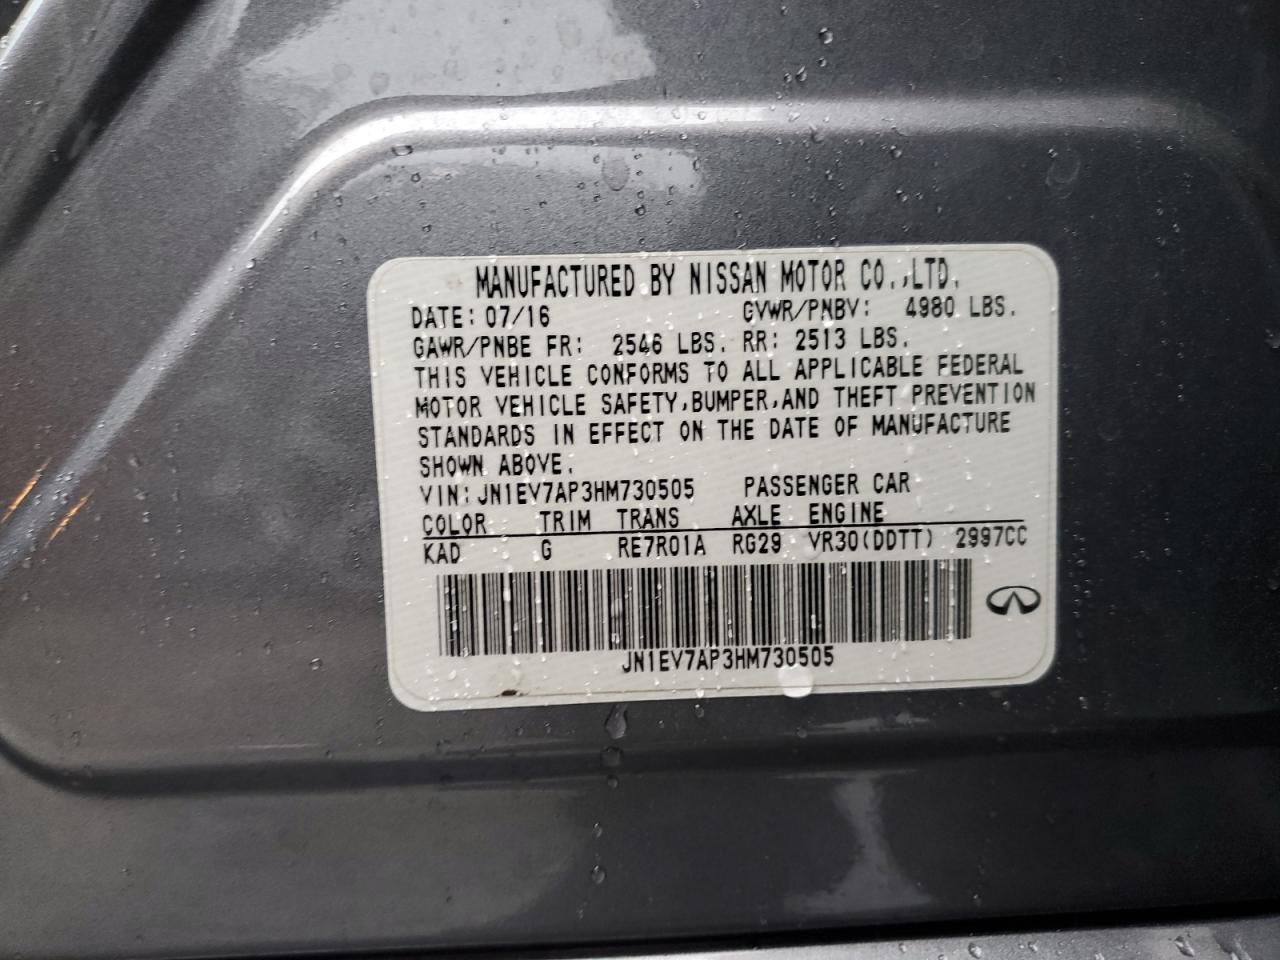 MANUFACTURED BY NISSAN MOTOR CO.,LTD.
DATE: 07/16 GVWR/PNBV: 4980 LBS.
GAWR/PNBE FR: 2546 LBS. RR: 2513 LBS.
THIS VEHICLE CONFORMS TO ALL APPLICABLE FEDERAL
MOTOR VEHICLE SAFETY,BUMPER,AND THEFT PREVENTION
STANDARDS IN EFFECT ON THE DATE OF MANUFACTURE
SHOWN ABOVE.
VIN: JN1EV7AP3HM730505 PASSENGER CAR
COLOR TRIM TRANS AXLE ENGINE
KAD G RE7R01A RG29 VR30(DDTT) 2997CC
JN1EV7AP3HM730505